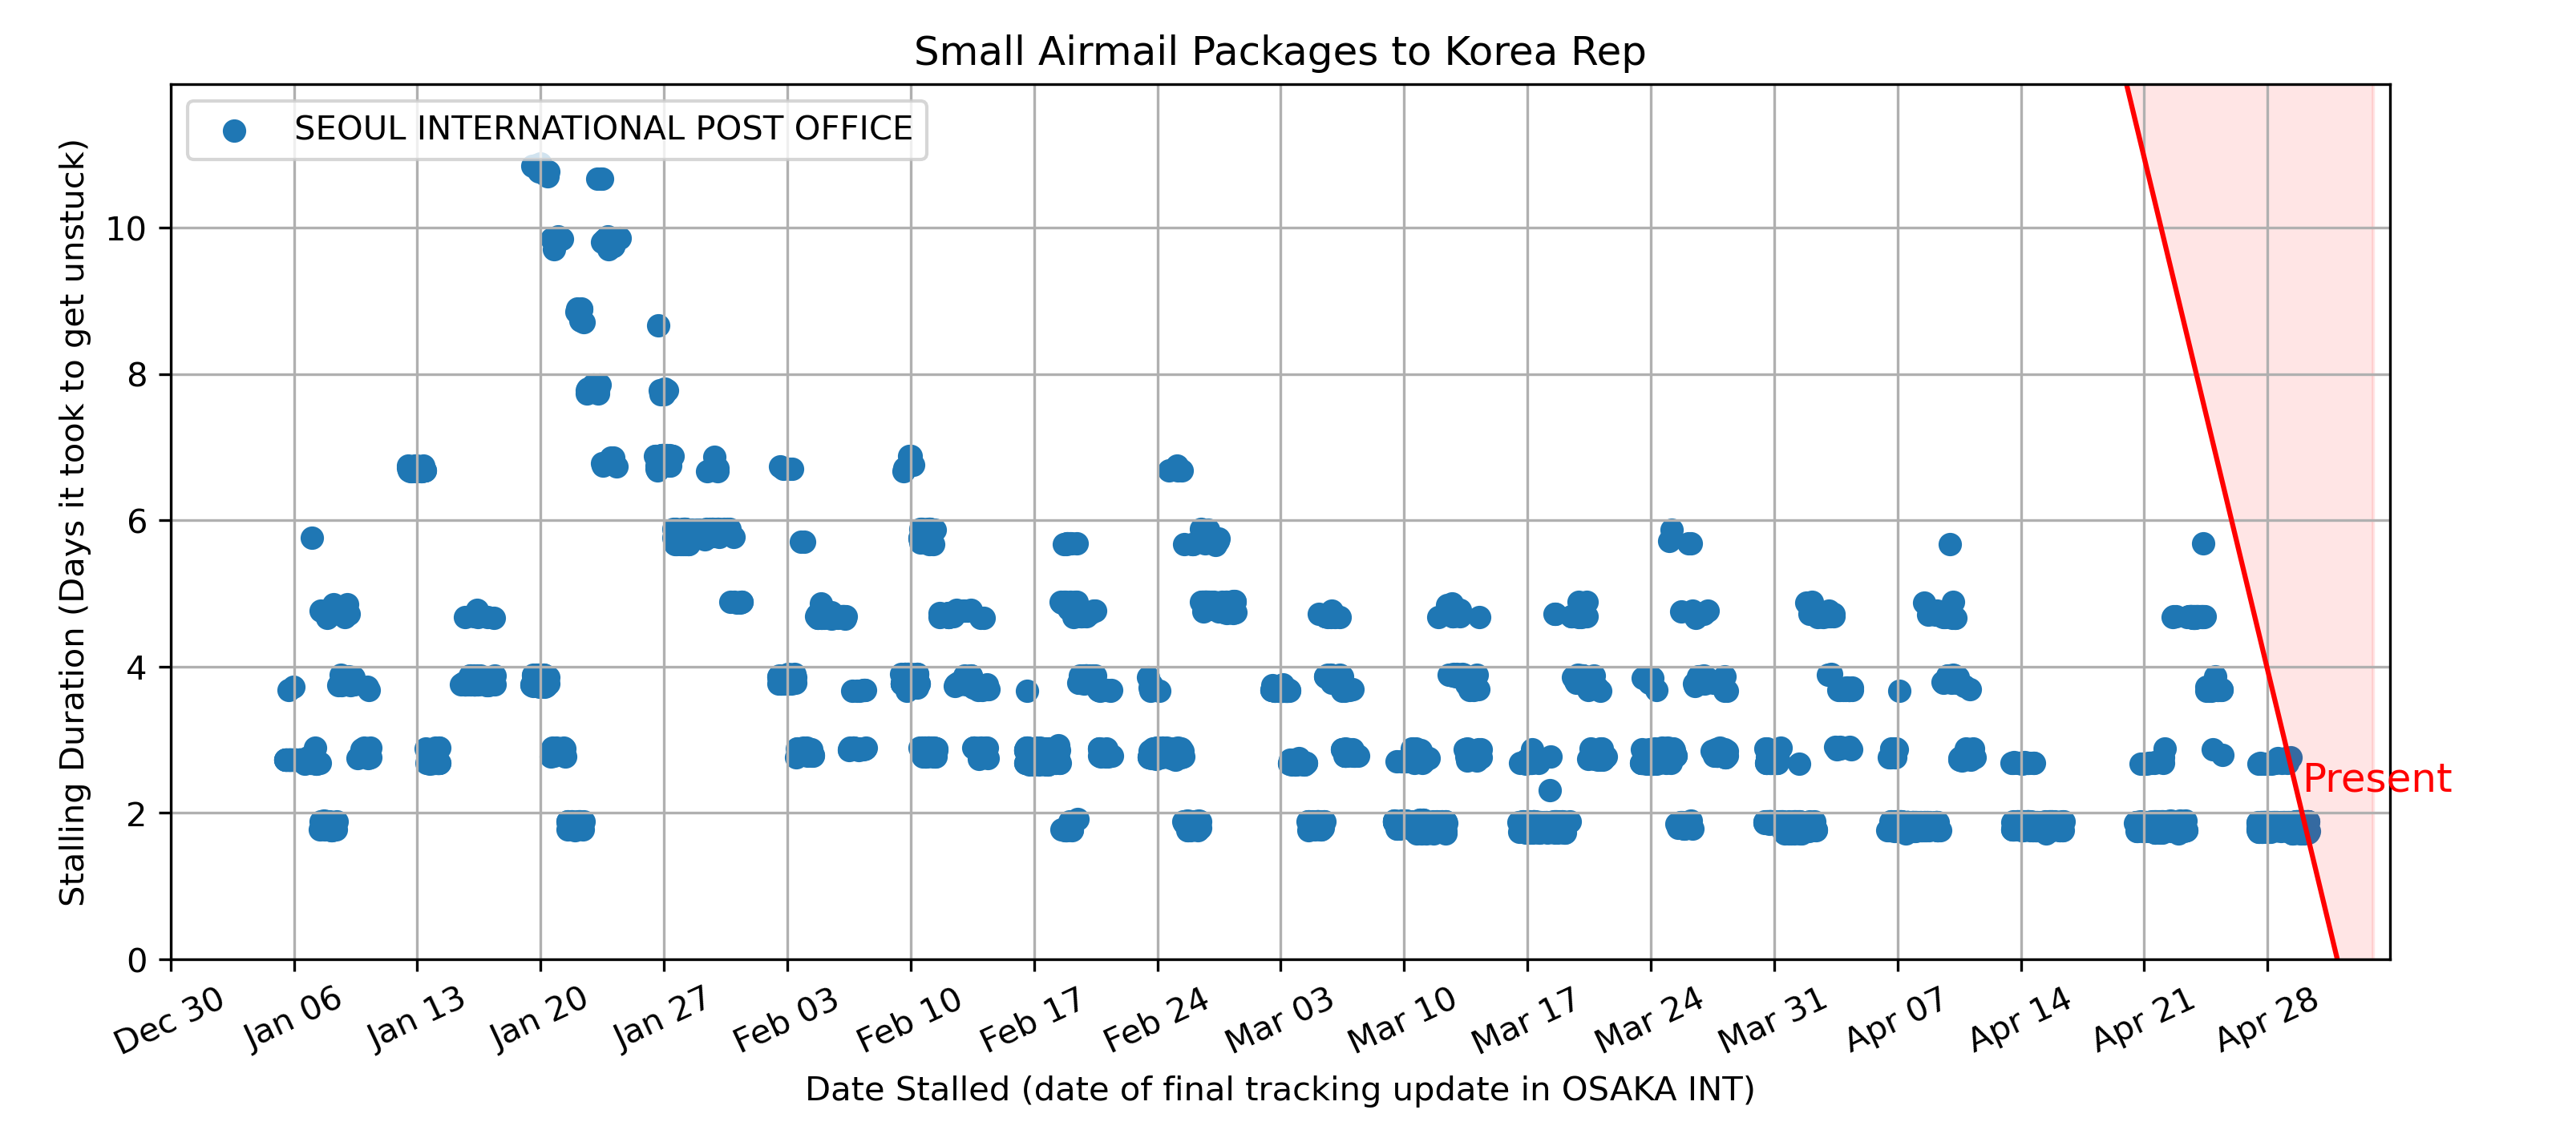 Small Airmail Packages to Korea Rep
SEOUL INTERNATIONAL POST OFFICE
Stalling Duration (Days it took to get unstuck)
10
8
6
4
2
0
Present
Dec 30 Jan 06 Jan 13 Jan 20 Jan 27 Feb 03 Feb 10 Feb 17 Feb 24 Mar 03 Mar 10 Mar 17 Mar 24 Mar 31 Apr 07 Apr 14 Apr 21 Apr 28
Date Stalled (date of final tracking update in OSAKA INT)